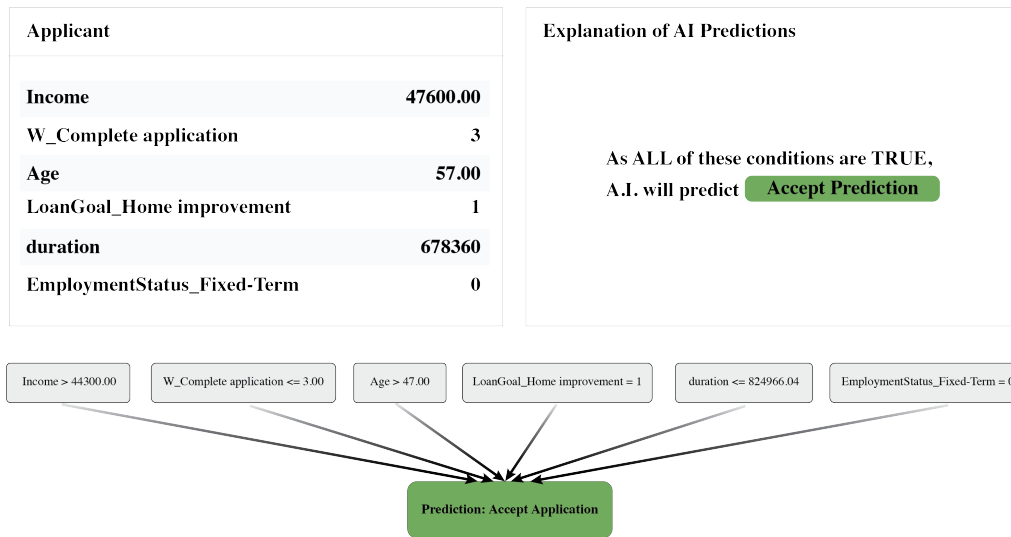 Applicant
Income 47600.00
W_Complete application 3
Age 57.00
LoanGoal_Home improvement 1
duration 678360
EmploymentStatus_Fixed-Term 0
Explanation of AI Predictions
As ALL of these conditions are TRUE,
A.I. will predict Accept Prediction
Income > 44300.00
W_Complete application <= 3.00
Age > 47.00
LoanGoal_Home improvement = 1
duration <= 824966.04
EmploymentStatus_Fixed-Term = 0
Prediction: Accept Application